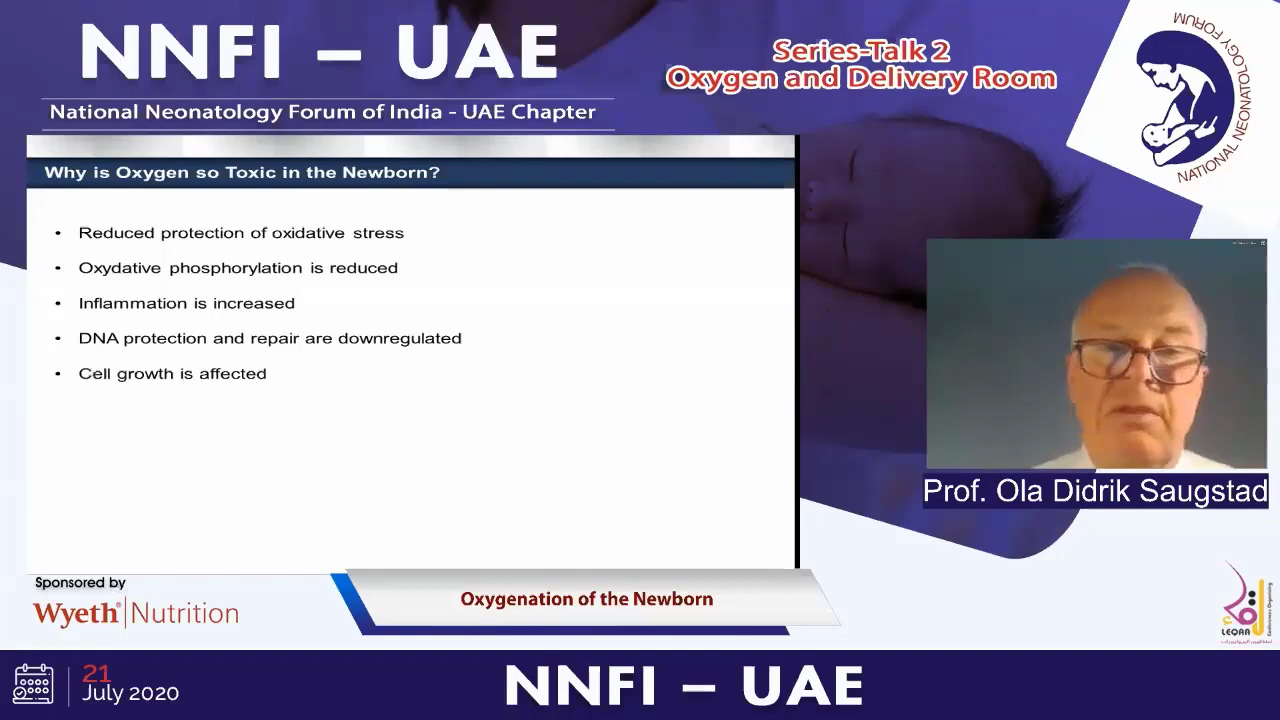 NNFI – UAE
National Neonatology Forum of India - UAE Chapter
Series-Talk 2
Oxygen and Delivery Room
NATIONAL NEONATOLOGY FORUM
Why is Oxygen so Toxic in the Newborn?
• Reduced protection of oxidative stress
• Oxydative phosphorylation is reduced
• Inflammation is increased
• DNA protection and repair are downregulated
• Cell growth is affected
Prof. Ola Didrik Saugstad
Sponsored by
Wyeth® Nutrition
Oxygenation of the Newborn
LEQAA
Conferences Organising
21
July 2020
NNFI – UAE